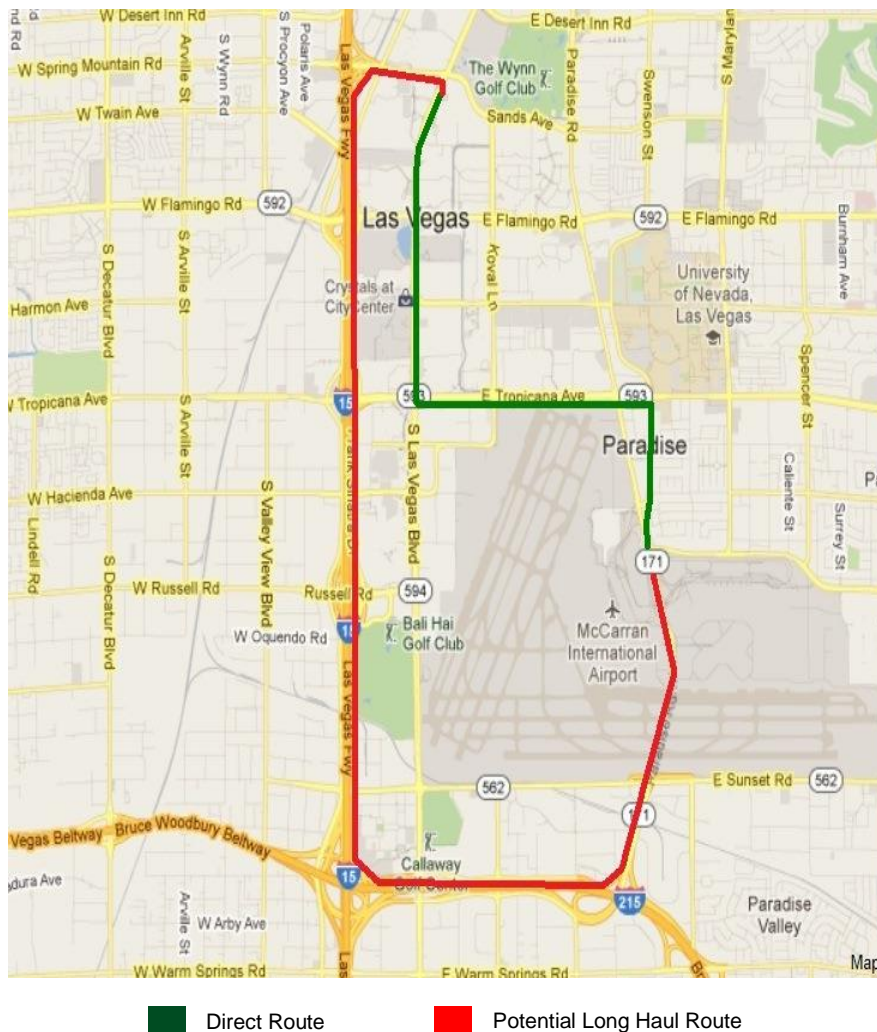 E Desert Inn Rd
W Desert Inn Rd
S Procyon Ave
Polaris Ave
S Wynn Rd
Arville St
Las Vegas Fwy
W Spring Mountain Rd
The Wynn
Golf Club
Paradise Rd
Swenson St
W Twain Ave
Sands Ave
W Flamingo Rd
592
Las Vegas
E Flamingo Rd
592
E Flamingo Rd
Burnham Ave
S Decatur Blvd
S Arville St
Koval Ln
University
of Nevada,
Las Vegas
Crystals at
CityCenter
Harmon Ave
Spencer St
W Tropicana Ave
15
593
E Tropicana Ave
593
S Arville St
S Las Vegas Blvd
Paradise
Caliente St
Surrey St
W Hacienda Ave
Lindell Rd
S Valley View Blvd
S Decatur Blvd
171
W Russell Rd
Russell Rd
594
W Oquendo Rd
15
Bali Hai
Golf Club
McCarran
International
Airport
Las Vegas Fwy
562
E Sunset Rd
562
Vegas Beltway
Bruce Woodbury Beltway
Callaway
Golf Center
15
215
Arville St
W Arby Ave
Paradise
Valley
W Warm Springs Rd
E Warm Springs Rd
Map
Direct Route
Potential Long Haul Route